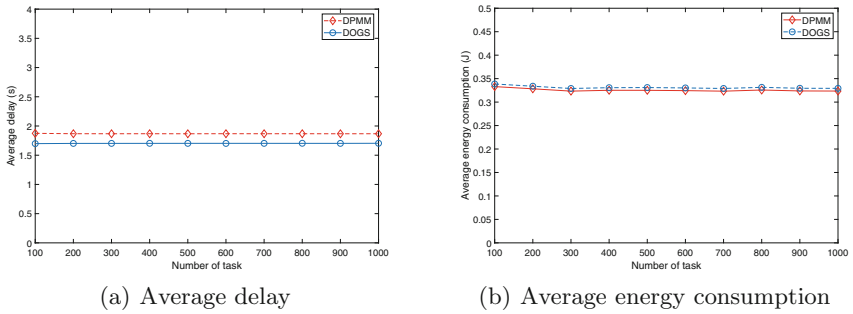 4
3.5
3
2.5
2
1.5
1
0.5
0
100 200 300 400 500 600 700 800 900 1000
Average delay (s)
Number of task
DPMM
DOGS
(a) Average delay
0.5
0.45
0.4
0.35
0.3
0.25
0.2
0.15
0.1
0.05
0
100 200 300 400 500 600 700 800 900 1000
Average energy consumption (J)
Number of task
DPMM
DOGS
(b) Average energy consumption